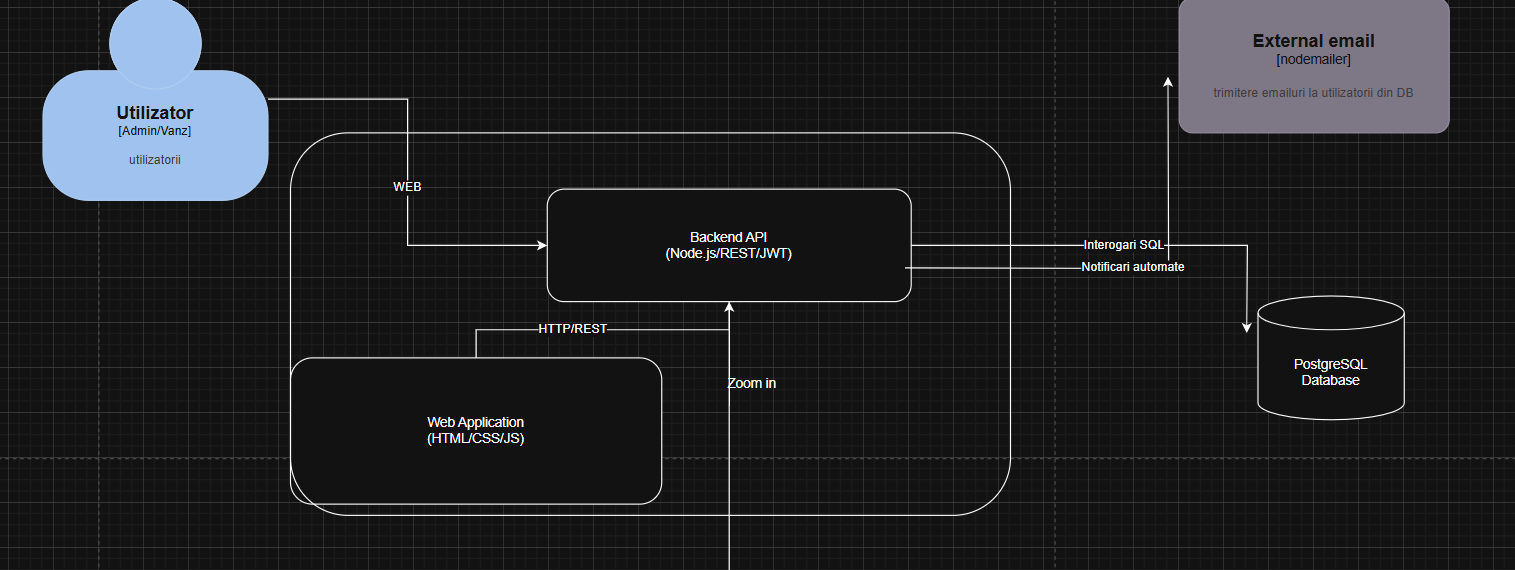 Utilizator
[Admin/Vanz]
utilizatorii
External email
[nodemailer]
trimitere emailuri la utilizatorii din DB
WEB
Backend API
(Node.js/REST/JWT)
Interogari SQL
Notificari automate
HTTP/REST
Zoom in
Web Application
(HTML/CSS/JS)
PostgreSQL
Database